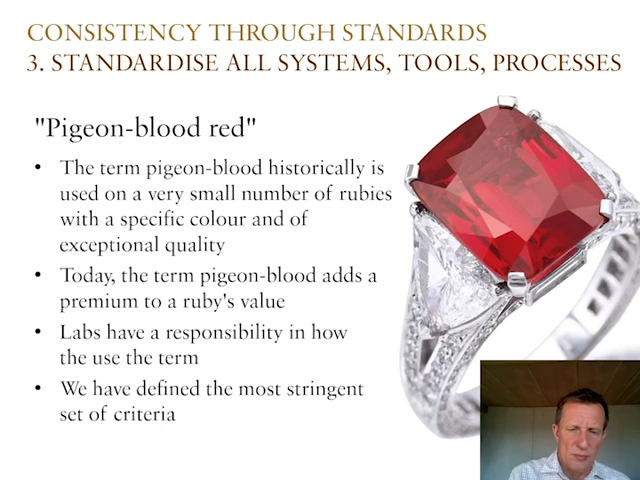 CONSISTENCY THROUGH STANDARDS
3. STANDARDISE ALL SYSTEMS, TOOLS, PROCESSES
"Pigeon-blood red"
• The term pigeon-blood historically is
used on a very small number of rubies
with a specific colour and of
exceptional quality
• Today, the term pigeon-blood adds a
premium to a ruby's value
• Labs have a responsibility in how
the use the term
• We have defined the most stringent
set of criteria